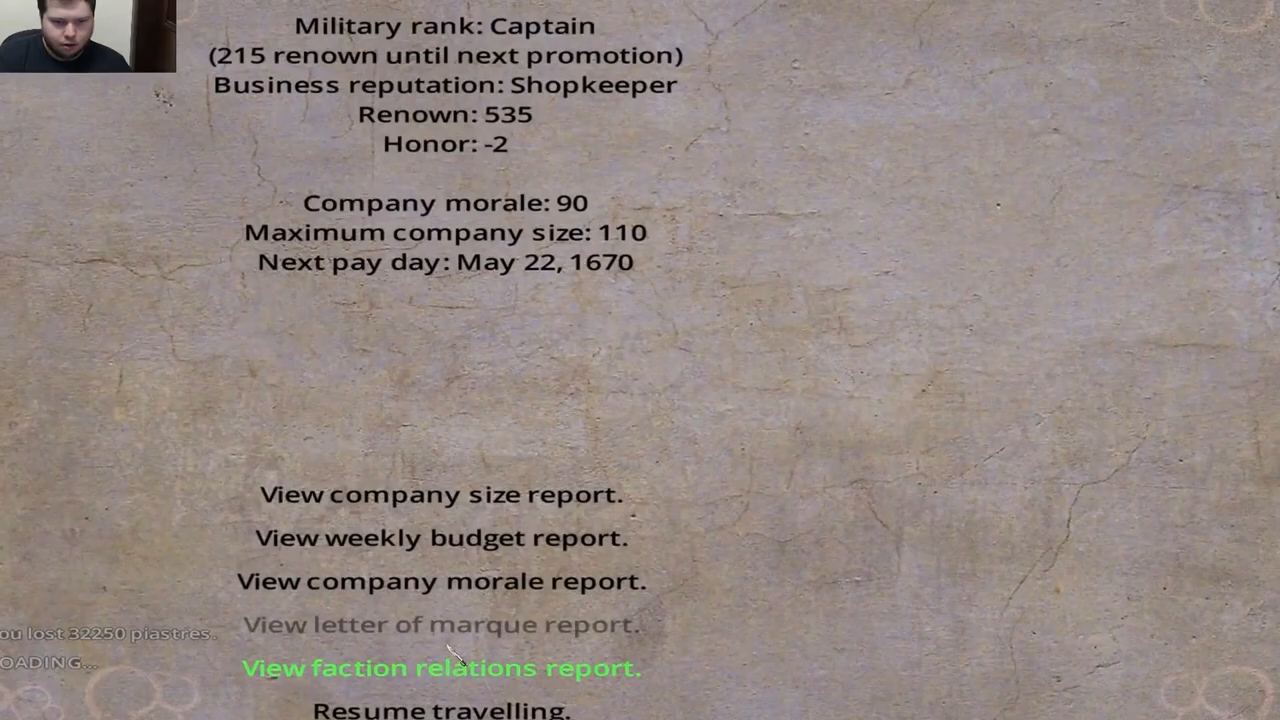 Military rank: Captain
(215 renown until next promotion)
Business reputation: Shopkeeper
Renown: 535
Honor: -2
Company morale: 90
Maximum company size: 110
Next pay day: May 22, 1670
View company size report.
View weekly budget report.
View company morale report.
ou lost 32250 piastres.
View letter of marque report.
OADING...
View faction relations report.
Resume travelling.